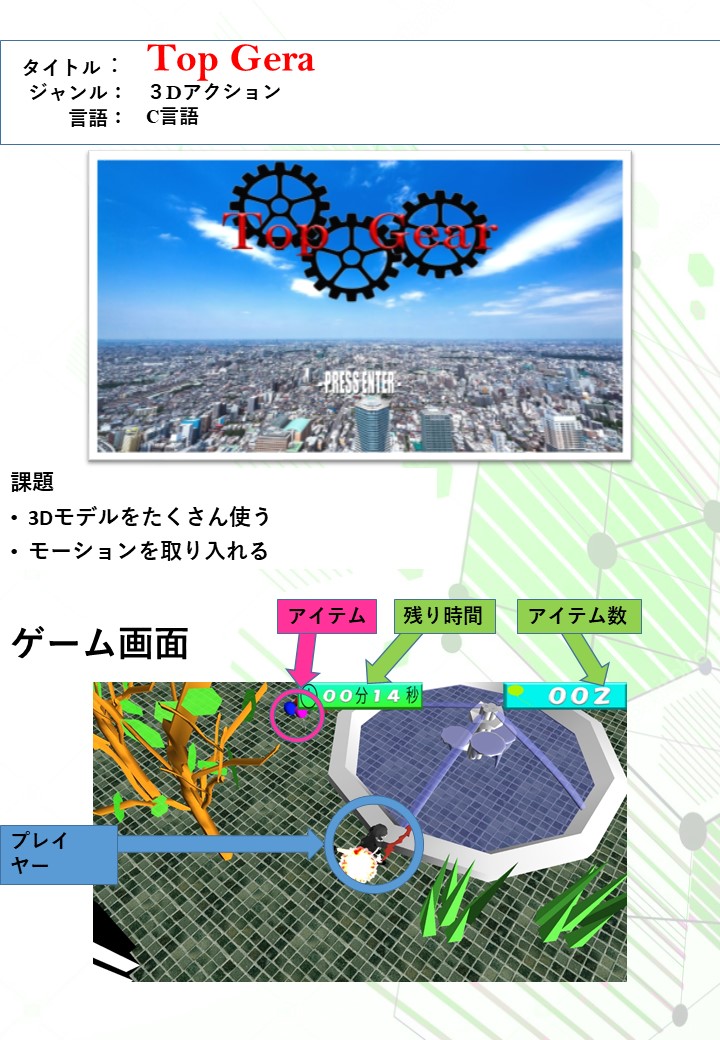 タイトル： Top Gera
ジャンル： ３Dアクション
言語： C言語
Top Gear
-PRESS ENTER-
課題
• 3Dモデルをたくさん使う
• モーションを取り入れる
アイテム
残り時間
アイテム数
ゲーム画面
00分14秒
002
プレイ
ヤー